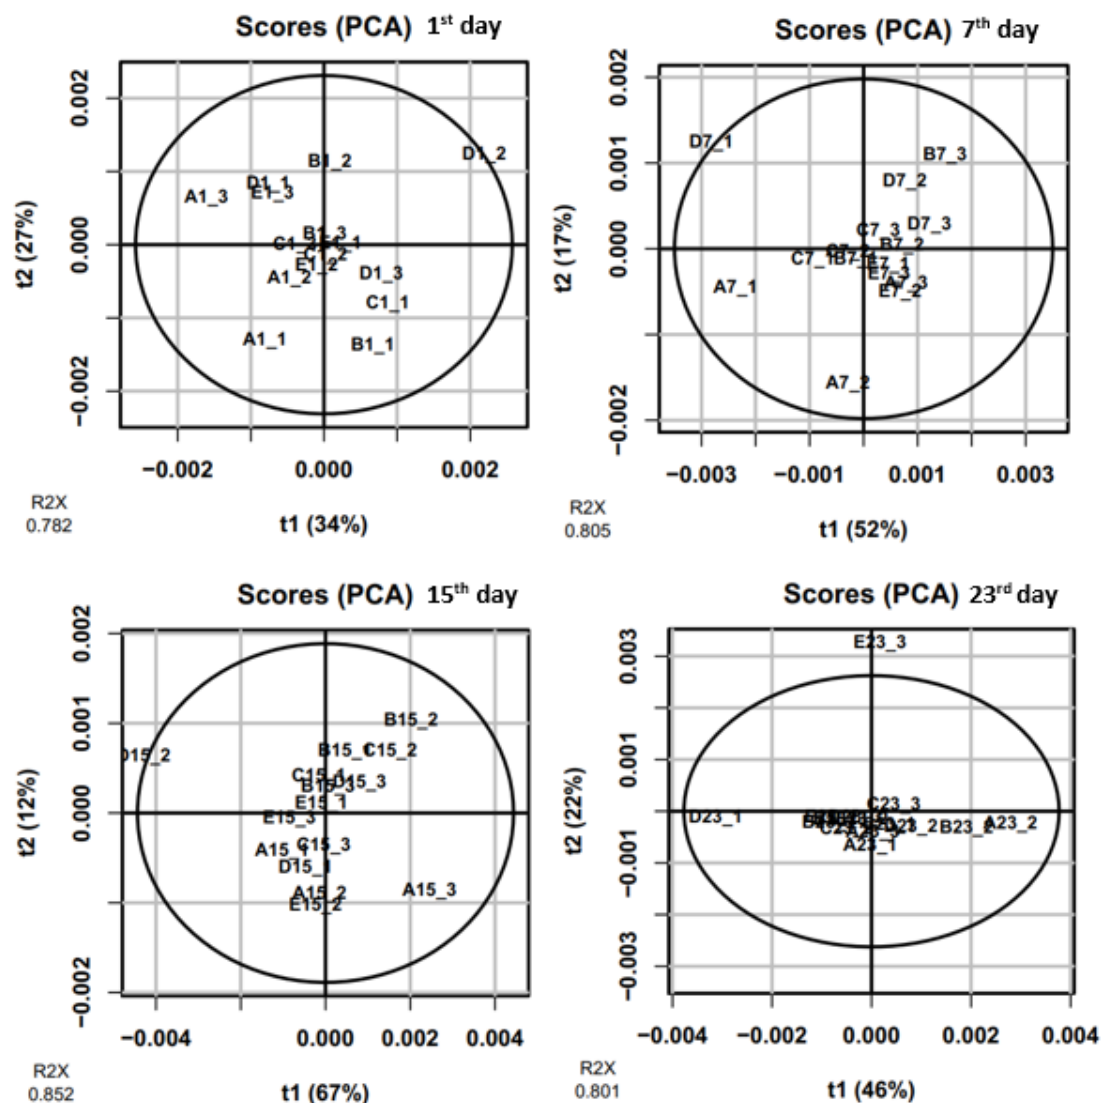 Scores (PCA) 1st day
t2 (27%)
0.002
0.000
−0.002
D1_2
B1_2
D1_1
E1_3
A1_3
B1_3
E1_2
A1_2
D1_3
C1_1
A1_1
B1_1
−0.002 0.000 0.002
R2X
0.782
t1 (34%)
Scores (PCA) 7th day
t2 (17%)
0.002
0.001
0.000
−0.002
D7_1
B7_3
D7_2
D7_3
C7_3
B7_2
E7_1
E7_3
A7_3
E7_2
A7_1
A7_2
−0.003 −0.001 0.001 0.003
R2X
0.805
t1 (52%)
Scores (PCA) 15th day
t2 (12%)
0.002
0.001
0.000
−0.002
B15_2
C15_2
D15_3
E15_1
E15_3
C15_3
A15_1
D15_1
A15_2
A15_3
E15_2
−0.004 0.000 0.002 0.004
R2X
0.852
t1 (67%)
Scores (PCA) 23rd day
t2 (22%)
0.003
0.001
−0.001
−0.003
E23_3
C23_3
D23_1
B23_2
A23_2
A23_1
−0.004 −0.002 0.000 0.002 0.004
R2X
0.801
t1 (46%)